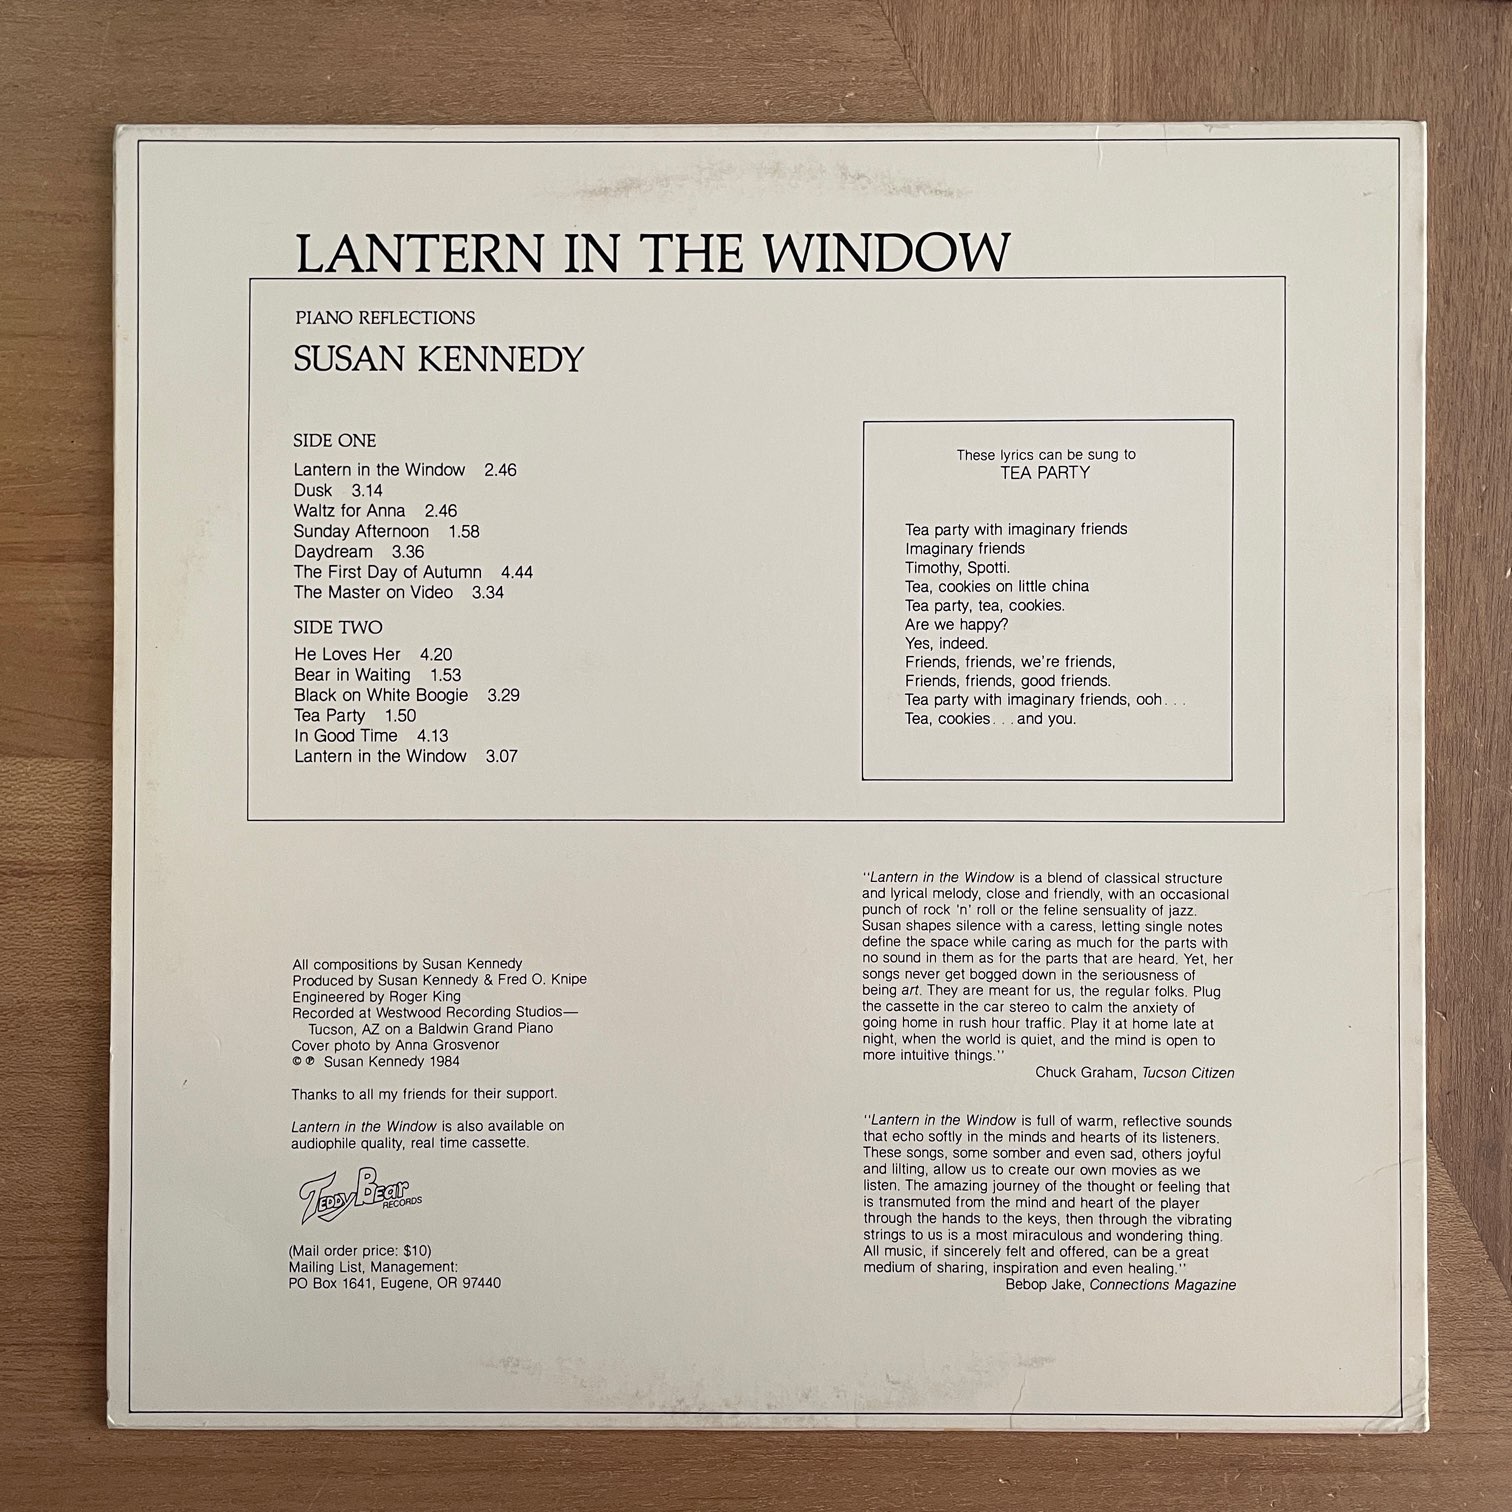 LANTERN IN THE WINDOW
PIANO REFLECTIONS
SUSAN KENNEDY
SIDE ONE
Lantern in the Window 2.46
Dusk 3.14
Waltz for Anna 2.46
Sunday Afternoon 1.58
Daydream 3.36
The First Day of Autumn 4.44
The Master on Video 3.34
SIDE TWO
He Loves Her 4.20
Bear in Waiting 1.53
Black on White Boogie 3.29
Tea Party 1.50
In Good Time 4.13
Lantern in the Window 3.07
These lyrics can be sung to
TEA PARTY
Tea party with imaginary friends
Imaginary friends
Timothy, Spotti.
Tea, cookies on little china
Tea party, tea, cookies.
Are we happy?
Yes, indeed.
Friends, friends, we're friends,
Friends, friends, good friends.
Tea party with imaginary friends, ooh . . .
Tea, cookies . . . and you.
All compositions by Susan Kennedy
Produced by Susan Kennedy & Fred O. Knipe
Engineered by Roger King
Recorded at Westwood Recording Studios—
Tucson, AZ on a Baldwin Grand Piano
Cover photo by Anna Grosvenor
© ℗ Susan Kennedy 1984
Thanks to all my friends for their support.
Lantern in the Window is also available on
audiophile quality, real time cassette.
TEDDY BEAR
RECORDS
(Mail order price: $10)
Mailing List, Management:
PO Box 1641, Eugene, OR 97440
"Lantern in the Window is a blend of classical structure
and lyrical melody, close and friendly, with an occasional
punch of rock 'n' roll or the feline sensuality of jazz.
Susan shapes silence with a caress, letting single notes
define the space while caring as much for the parts with
no sound in them as for the parts that are heard. Yet, her
songs never get bogged down in the seriousness of
being art. They are meant for us, the regular folks. Plug
the cassette in the car stereo to calm the anxiety of
going home in rush hour traffic. Play it at home late at
night, when the world is quiet, and the mind is open to
more intuitive things."
Chuck Graham, Tucson Citizen
"Lantern in the Window is full of warm, reflective sounds
that echo softly in the minds and hearts of its listeners.
These songs, some somber and even sad, others joyful
and lilting, allow us to create our own movies as we
listen. The amazing journey of the thought or feeling that
is transmuted from the mind and heart of the player
through the hands to the keys, then through the vibrating
strings to us is a most miraculous and wondering thing.
All music, if sincerely felt and offered, can be a great
medium of sharing, inspiration and even healing."
Bebop Jake, Connections Magazine